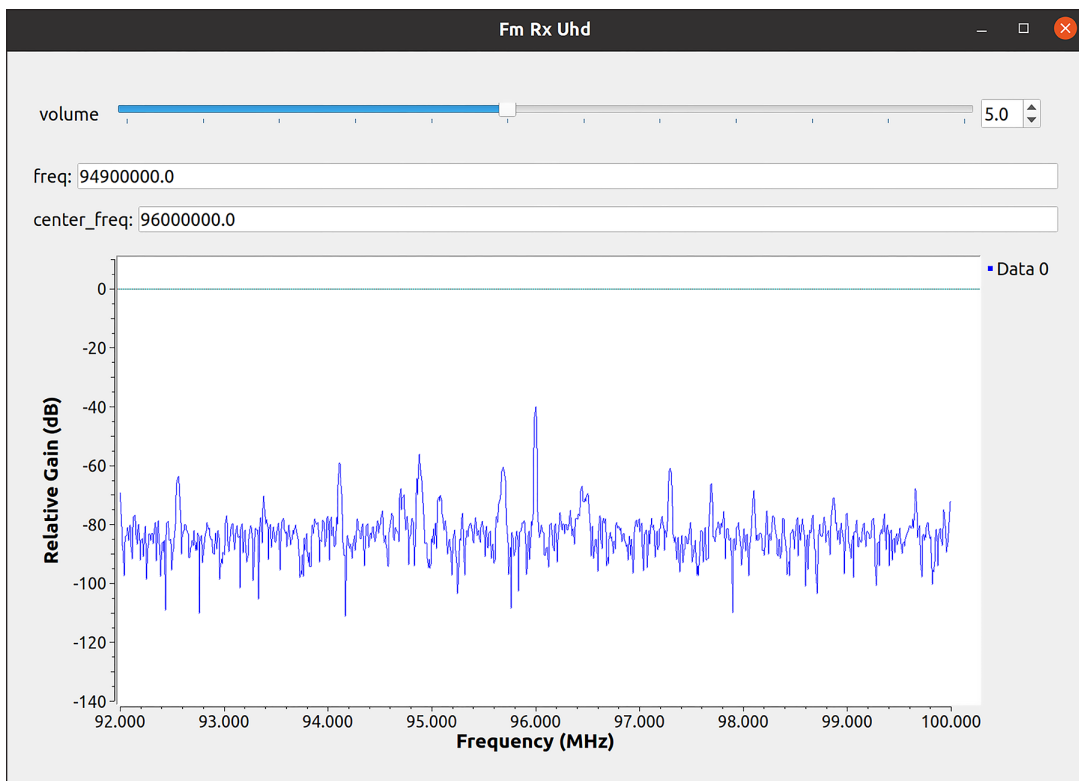 Fm Rx Uhd
volume 5.0
freq: 94900000.0
center_freq: 96000000.0
Data 0
0
-20
-40
-60
-80
-100
-120
-140
Relative Gain (dB)
92.000 93.000 94.000 95.000 96.000 97.000 98.000 99.000 100.000
Frequency (MHz)